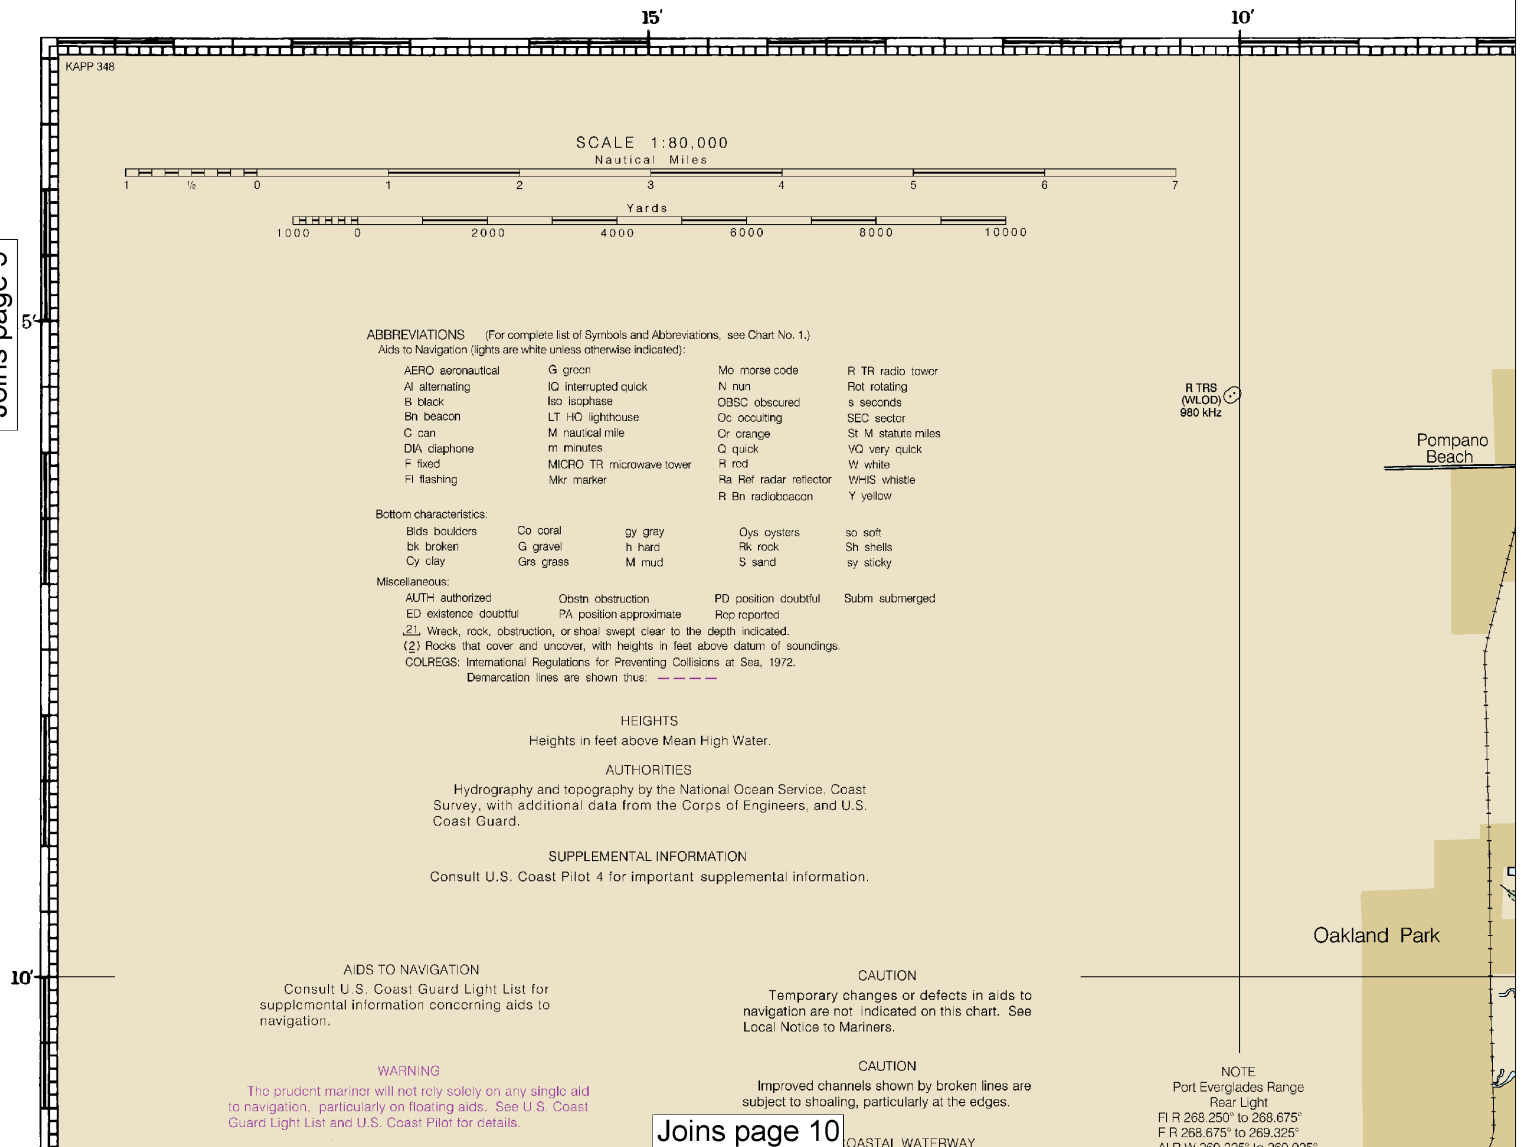 15′
10′
KAPP 348
SCALE 1:80,000
Nautical Miles
1 ½ 0 1 2 3 4 5 6 7
Yards
1000 0 2000 4000 6000 8000 10000
Joins page
5′
ABBREVIATIONS (For complete list of Symbols and Abbreviations, see Chart No. 1.)
Aids to Navigation (lights are white unless otherwise indicated):
AERO aeronautical G green Mo morse code R TR radio tower
Al alternating IQ interrupted quick N nun Rot rotating
B black Iso isophase OBSC obscured s seconds
Bn beacon LT HO lighthouse Oc occulting SEC sector
C can M nautical mile Or orange St M statute miles
DIA diaphone m minutes Q quick VQ very quick
F fixed MICRO TR microwave tower R red W white
Fl flashing Mkr marker Ra Ref radar reflector WHIS whistle
R Bn radiobeacon Y yellow
Bottom characteristics:
Blds boulders Co coral gy gray Oys oysters so soft
bk broken G gravel h hard Rk rock Sh shells
Cy clay Grs grass M mud S sand sy sticky
Miscellaneous:
AUTH authorized Obstn obstruction PD position doubtful Subm submerged
ED existence doubtful PA position approximate Rep reported
21, Wreck, rock, obstruction, or shoal swept clear to the depth indicated.
(2) Rocks that cover and uncover, with heights in feet above datum of soundings.
COLREGS: International Regulations for Preventing Collisions at Sea, 1972.
Demarcation lines are shown thus: — — — —
R TRS
(WLOD)
980 kHz
Pompano
Beach
HEIGHTS
Heights in feet above Mean High Water.
AUTHORITIES
Hydrography and topography by the National Ocean Service, Coast
Survey, with additional data from the Corps of Engineers, and U.S.
Coast Guard.
SUPPLEMENTAL INFORMATION
Consult U.S. Coast Pilot 4 for important supplemental information.
Oakland Park
10′
AIDS TO NAVIGATION
Consult U.S. Coast Guard Light List for
supplemental information concerning aids to
navigation.
CAUTION
Temporary changes or defects in aids to
navigation are not indicated on this chart. See
Local Notice to Mariners.
WARNING
The prudent mariner will not rely solely on any single aid
to navigation, particularly on floating aids. See U.S. Coast
Guard Light List and U.S. Coast Pilot for details.
CAUTION
Improved channels shown by broken lines are
subject to shoaling, particularly at the edges.
NOTE
Port Everglades Range
Rear Light
Fl R 268.250° to 268.675°
F R 268.675° to 269.325°
Joins page 10
OASTAL WATERWAY